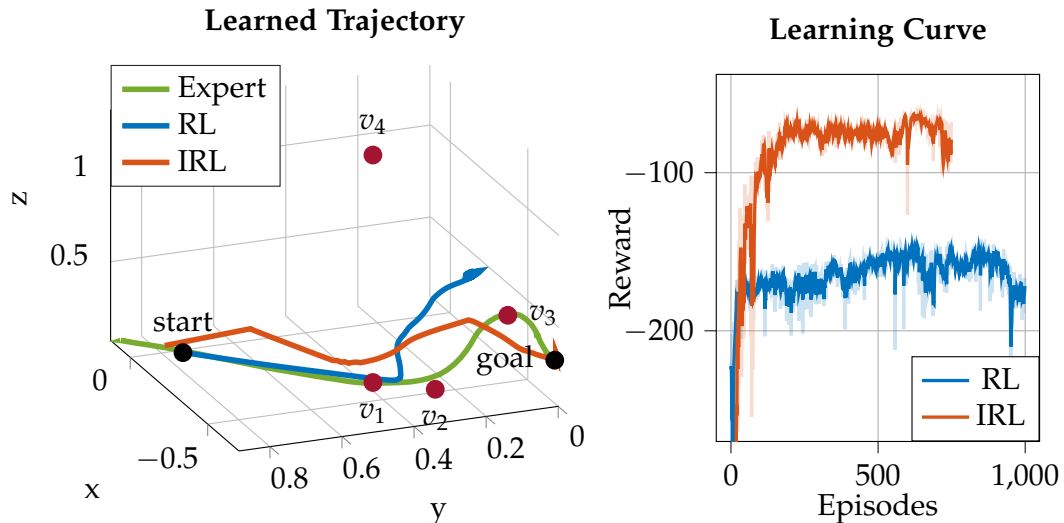 Learned Trajectory
Expert
RL
IRL
v4
1
0.5
z
start
goal
v3
v1
v2
0
−0.5
x
0.8
0.6
0.4
0.2
0
y
Learning Curve
−100
−200
Reward
RL
IRL
0
500
1,000
Episodes